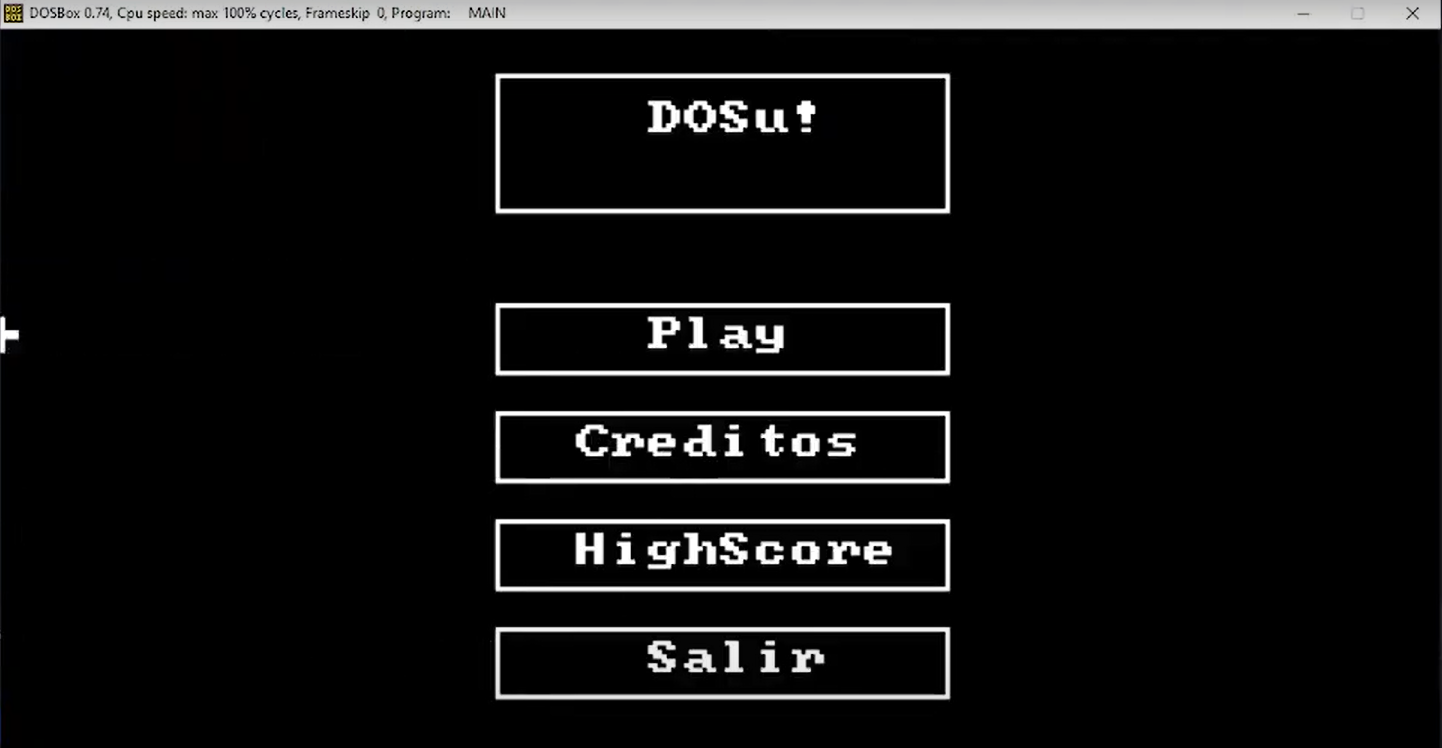 DOSBox 0.74, Cpu speed: max 100% cycles, Frameskip 0, Program: MAIN
DOSu!
Play
Creditos
HighScore
Salir